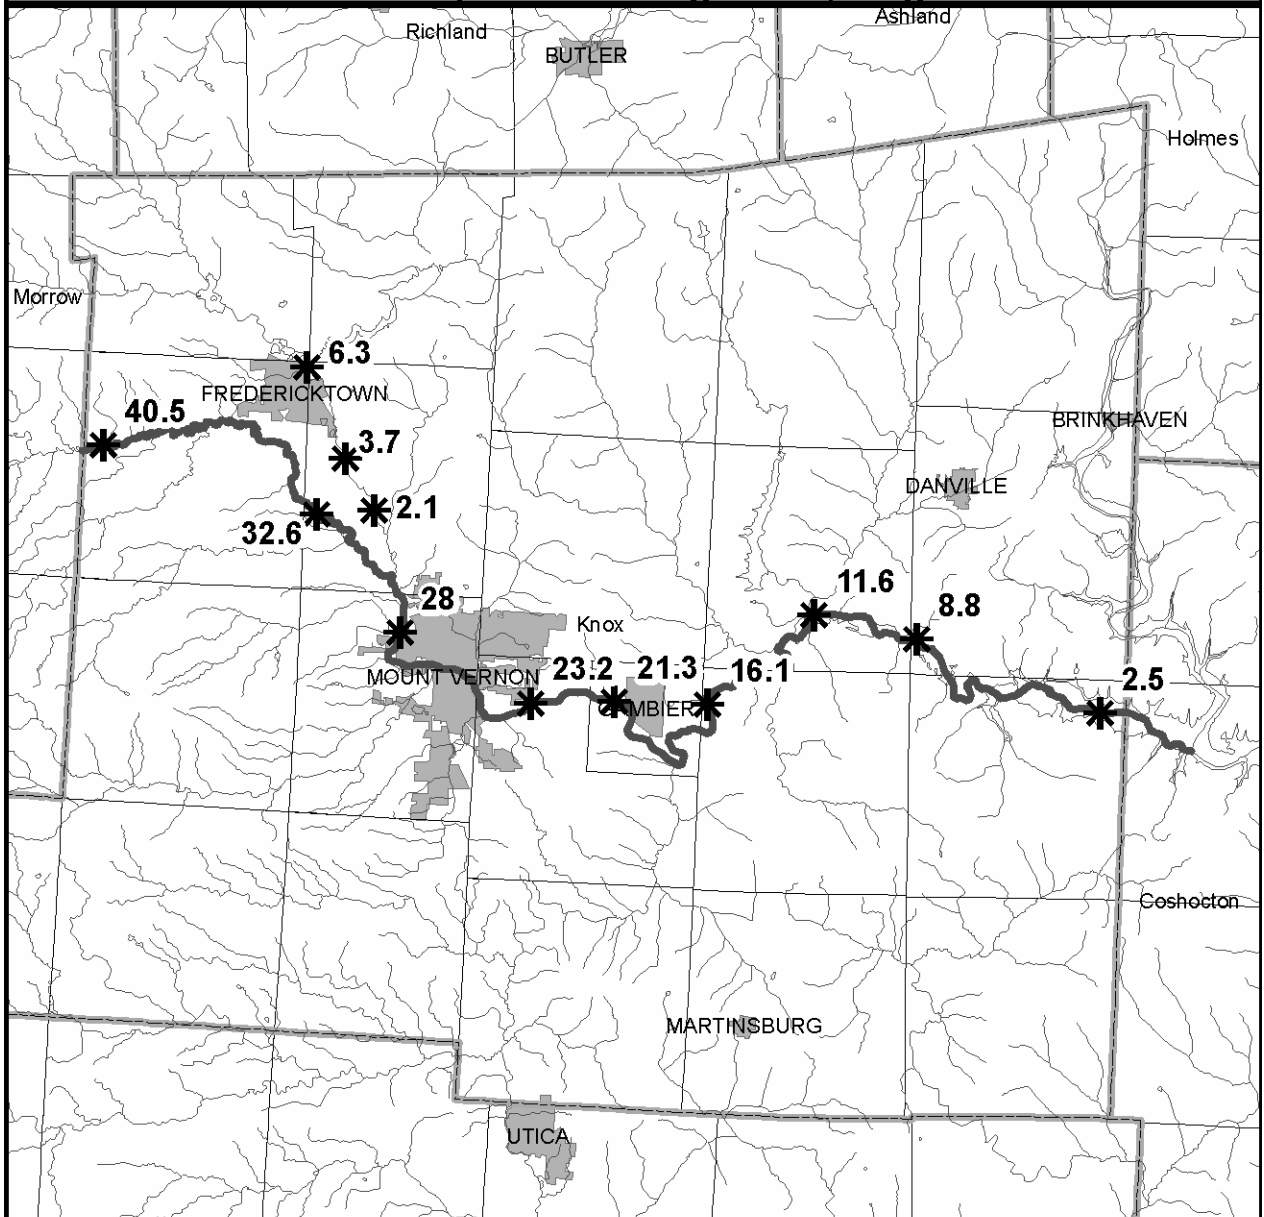 Ashland
Richland
BUTLER
Holmes
Morrow
6.3
FREDERICKTOWN
40.5
BRINKHAVEN
3.7
DANVILLE
2.1
32.6
11.6
28
8.8
Knox
23.2
21.3
16.1
MOUNT VERNON
2.5
MBIER
Coshocton
MARTINSBURG
UTICA